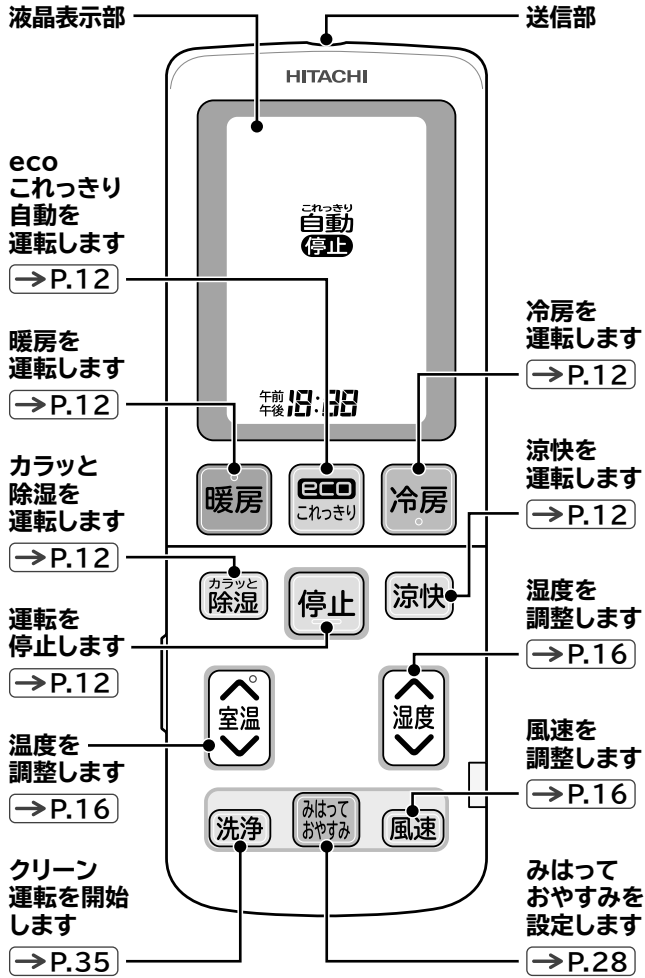 液晶表示部
送信部
HITACHI
eco
これっきり
自動を
運転します
→P.12
暖房を
運転します
→P.12
カラッと
除湿を
運転します
→P.12
運転を
停止します
→P.12
温度を
調整します
→P.16
クリーン
運転を開始
します
→P.35
これっきり
自動
停止
午前
午後 18:38
暖房
eco
これっきり
冷房
カラッと
除湿
停止
涼快
室温
湿度
洗浄
みはって
おやすみ
風速
冷房を
運転します
→P.12
涼快を
運転します
→P.12
湿度を
調整します
→P.16
風速を
調整します
→P.16
みはって
おやすみを
設定します
→P.28